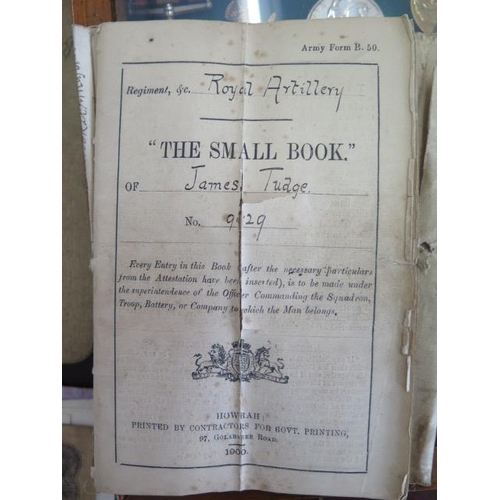 Army Form B. 50.
Regiment, &c. Royal Artillery
"THE SMALL BOOK."
OF James Tudge.
No. 9829
Every Entry in this Book (after the necessary particulars
from the Attestation have been inserted), is to be made under
the superintendence of the Officer Commanding the Squadron,
Troop, Battery, or Company to which the Man belongs.
HOWRAH:
PRINTED BY CONTRACTORS FOR GOVT. PRINTING,
97, GOLABAREE ROAD.
1900.